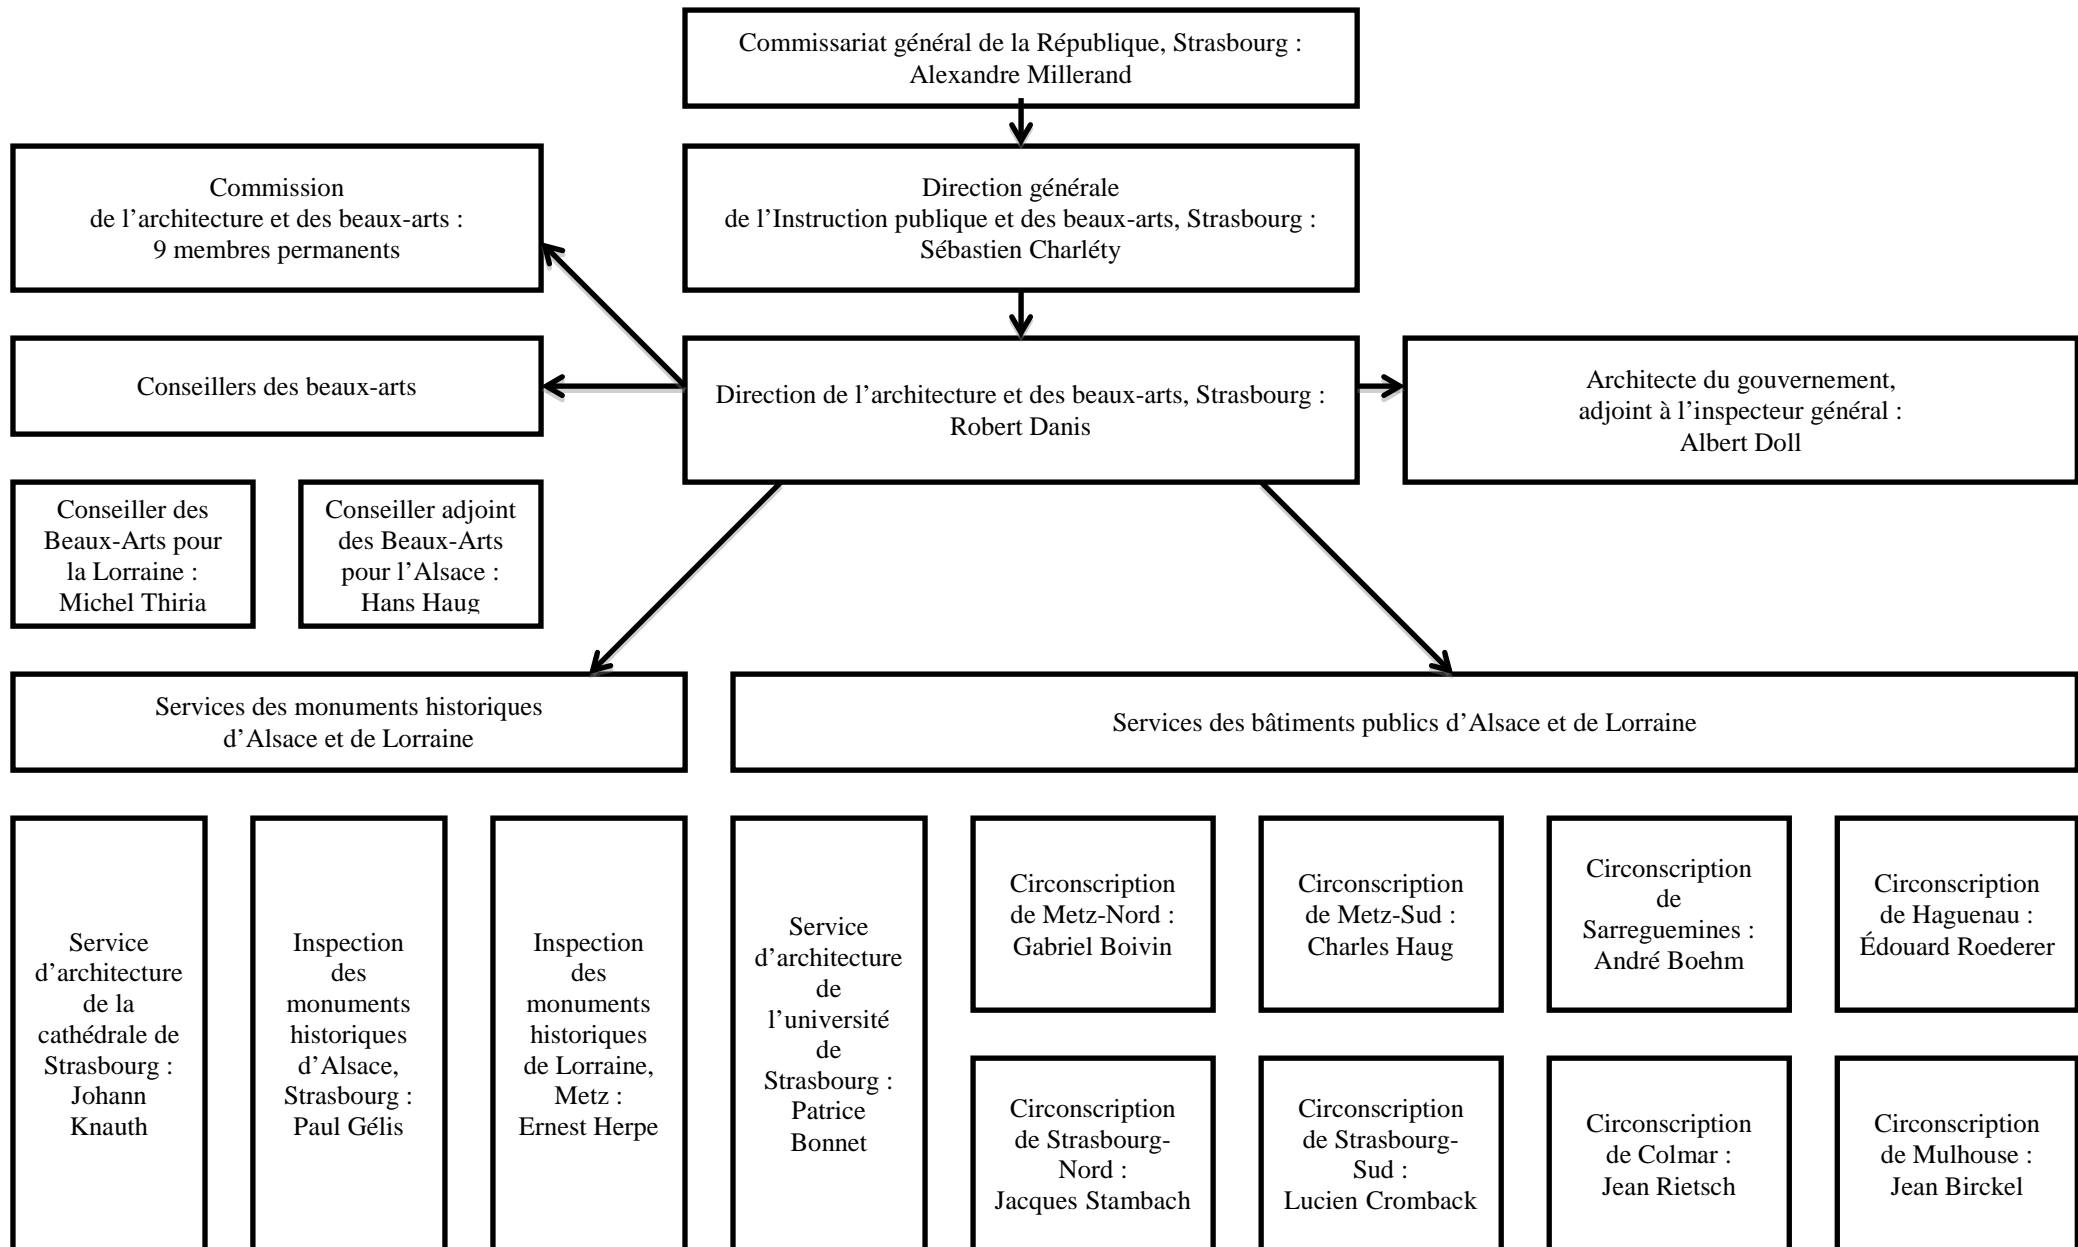 Commissariat général de la République, Strasbourg :
Alexandre Millerand
Commission
de l’architecture et des beaux-arts :
9 membres permanents
Direction générale
de l’Instruction publique et des beaux-arts, Strasbourg :
Sébastien Charléty
Conseillers des beaux-arts
Direction de l’architecture et des beaux-arts, Strasbourg :
Robert Danis
Architecte du gouvernement,
adjoint à l’inspecteur général :
Albert Doll
Conseiller des
Beaux-Arts pour
la Lorraine :
Michel Thiria
Conseiller adjoint
des Beaux-Arts
pour l’Alsace :
Hans Haug
Services des monuments historiques
d’Alsace et de Lorraine
Services des bâtiments publics d’Alsace et de Lorraine
Service
d’architecture
de la
cathédrale de
Strasbourg :
Johann
Knauth
Inspection
des
monuments
historiques
d’Alsace,
Strasbourg :
Paul Gélis
Inspection
des
monuments
historiques
de Lorraine,
Metz :
Ernest Herpe
Service
d’architecture
de
l’université
de
Strasbourg :
Patrice
Bonnet
Circonscription
de Metz-Nord :
Gabriel Boivin
Circonscription
de Metz-Sud :
Charles Haug
Circonscription
de
Sarreguemines :
André Boehm
Circonscription
de Haguenau :
Édouard Roederer
Circonscription
de Strasbourg-
Nord :
Jacques Stambach
Circonscription
de Strasbourg-
Sud :
Lucien Cromback
Circonscription
de Colmar :
Jean Rietsch
Circonscription
de Mulhouse :
Jean Birckel